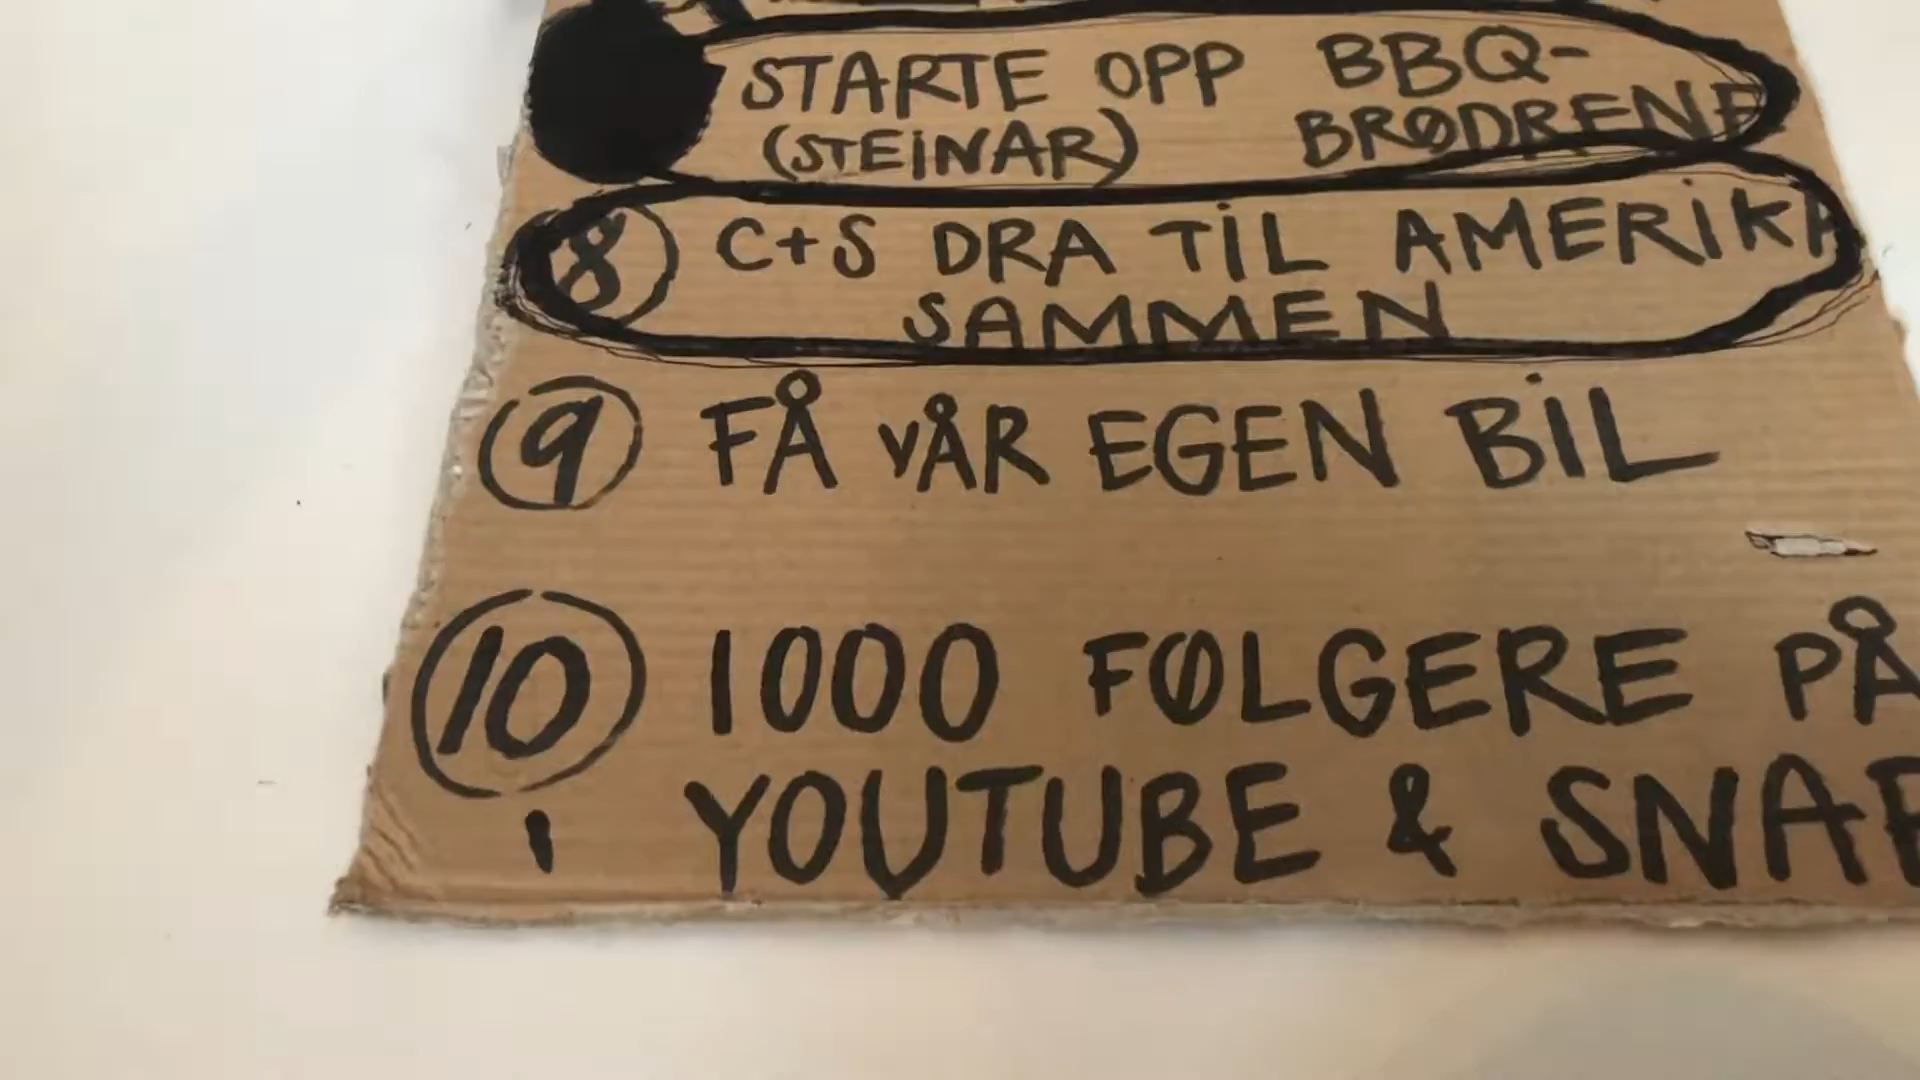 STARTE OPP BBQ-
(STEINAR) BRØDRENE
8 C+S DRA TIL AMERIKA
SAMMEN
9 FÅ VÅR EGEN BIL
10 1000 FØLGERE PÅ
YOUTUBE & SNAP